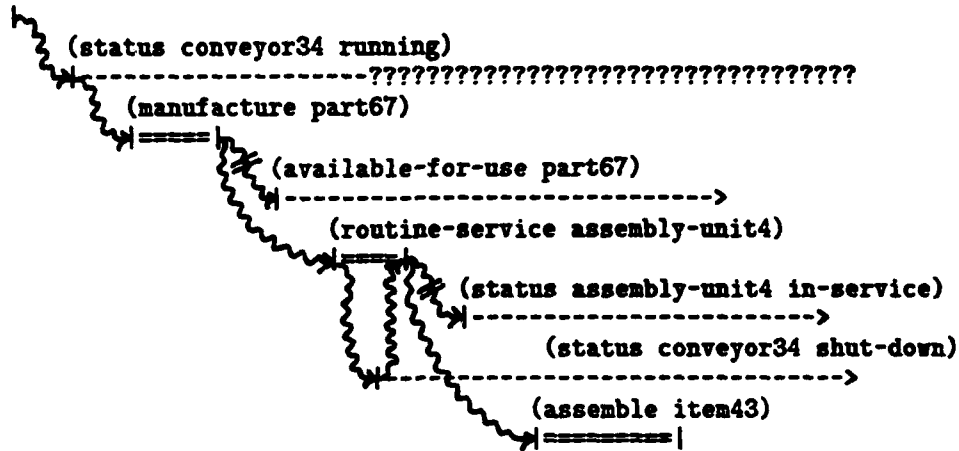 (status conveyor34 running)
|--------------------??????????????????????????????????
(manufacture part67)
|=====|
(available-for-use part67)
|------------------------------>
(routine-service assembly-unit4)
|====|
(status assembly-unit4 in-service)
|------------------------>
(status conveyor34 shut-down)
|-------------------------------->
(assemble item43)
|=========|